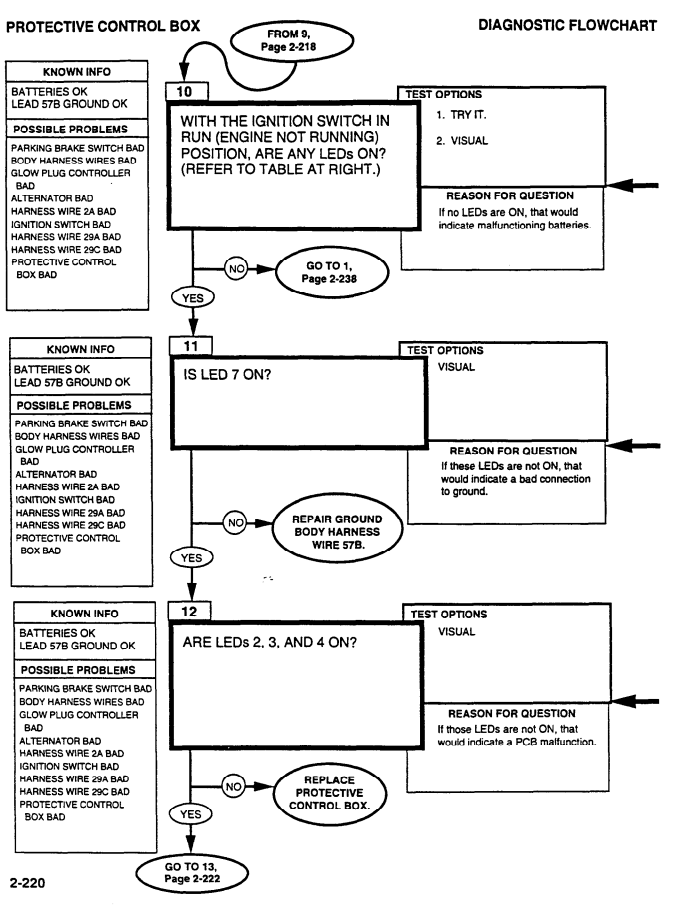 PROTECTIVE CONTROL BOX
DIAGNOSTIC FLOWCHART
FROM 9,
Page 2-218
KNOWN INFO
BATTERIES OK
LEAD 57B GROUND OK
POSSIBLE PROBLEMS
PARKING BRAKE SWITCH BAD
BODY HARNESS WIRES BAD
GLOW PLUG CONTROLLER
BAD
ALTERNATOR BAD
HARNESS WIRE 2A BAD
IGNITION SWITCH BAD
HARNESS WIRE 29A BAD
HARNESS WIRE 29C BAD
PROTECTIVE CONTROL
BOX BAD
10
WITH THE IGNITION SWITCH IN
RUN (ENGINE NOT RUNNING)
POSITION, ARE ANY LEDs ON?
(REFER TO TABLE AT RIGHT.)
TEST OPTIONS
1. TRY IT.
2. VISUAL
REASON FOR QUESTION
If no LEDs are ON, that would
indicate malfunctioning batteries.
NO
GO TO 1,
Page 2-238
YES
KNOWN INFO
BATTERIES OK
LEAD 57B GROUND OK
POSSIBLE PROBLEMS
PARKING BRAKE SWITCH BAD
BODY HARNESS WIRES BAD
GLOW PLUG CONTROLLER
BAD
ALTERNATOR BAD
HARNESS WIRE 2A BAD
IGNITION SWITCH BAD
HARNESS WIRE 29A BAD
HARNESS WIRE 29C BAD
PROTECTIVE CONTROL
BOX BAD
11
IS LED 7 ON?
TEST OPTIONS
VISUAL
REASON FOR QUESTION
If these LEDs are not ON, that
would indicate a bad connection
to ground.
NO
REPAIR GROUND
BODY HARNESS
WIRE 57B.
YES
KNOWN INFO
BATTERIES OK
LEAD 57B GROUND OK
POSSIBLE PROBLEMS
PARKING BRAKE SWITCH BAD
BODY HARNESS WIRES BAD
GLOW PLUG CONTROLLER
BAD
ALTERNATOR BAD
HARNESS WIRE 2A BAD
IGNITION SWITCH BAD
HARNESS WIRE 29A BAD
HARNESS WIRE 29C BAD
PROTECTIVE CONTROL
BOX BAD
12
ARE LEDs 2, 3, AND 4 ON?
TEST OPTIONS
VISUAL
REASON FOR QUESTION
If those LEDs are not ON, that
would indicate a PCB malfunction.
NO
REPLACE
PROTECTIVE
CONTROL BOX.
YES
GO TO 13,
Page 2-222
2-220